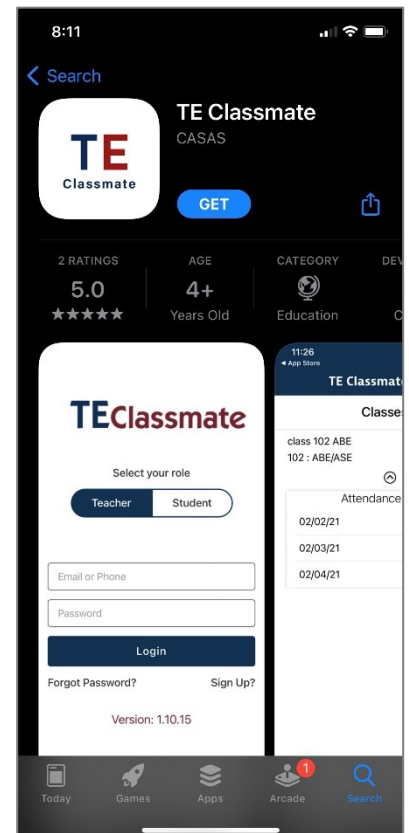 8:11
Search
TE
Classmate
TE Classmate
CASAS
GET
2 RATINGS
5.0
AGE
4+
Years Old
CATEGORY
Education
DEV
C
TEClassmate
Select your role
Teacher Student
Email or Phone
Password
Login
Forgot Password? Sign Up?
Version: 1.10.15
11:26
App Store
TE Classmat
Classe
class 102 ABE
102 : ABE/ASE
Attendance
02/02/21
02/03/21
02/04/21
1
Today Games Apps Arcade Search